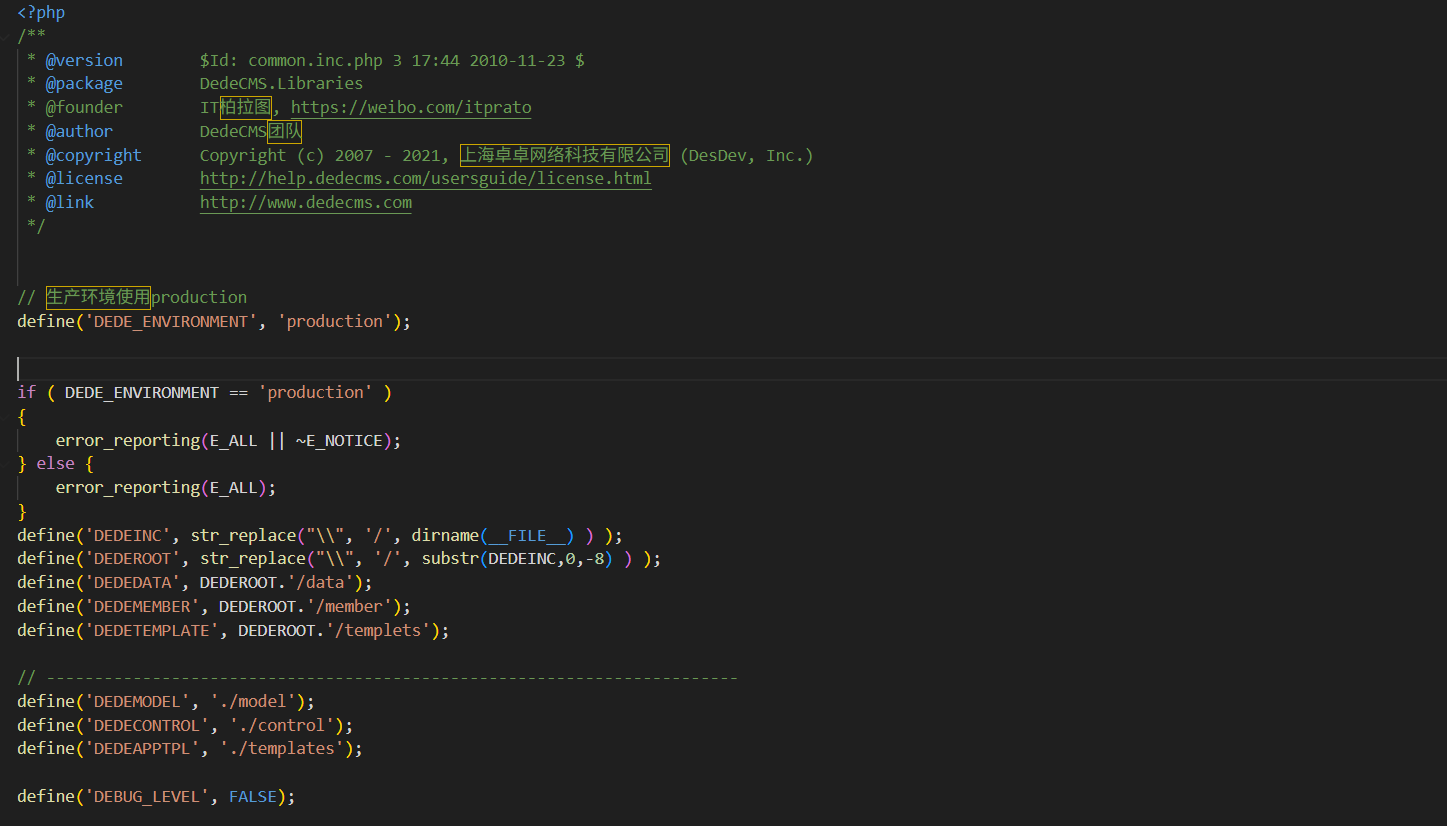 <?php
/**
 * @version        $Id: common.inc.php 3 17:44 2010-11-23 $
 * @package        DedeCMS.Libraries
 * @founder        IT柏拉图, https://weibo.com/itprato
 * @author         DedeCMS团队
 * @copyright      Copyright (c) 2007 - 2021, 上海卓卓网络科技有限公司 (DesDev, Inc.)
 * @license        http://help.dedecms.com/usersguide/license.html
 * @link           http://www.dedecms.com
 */
// 生产环境使用production
define('DEDE_ENVIRONMENT', 'production');
if ( DEDE_ENVIRONMENT == 'production' )
{
    error_reporting(E_ALL || ~E_NOTICE);
} else {
    error_reporting(E_ALL);
}
define('DEDEINC', str_replace("\\", '/', dirname(__FILE__) ) );
define('DEDEROOT', str_replace("\\", '/', substr(DEDEINC,0,-8) ) );
define('DEDEDATA', DEDEROOT.'/data');
define('DEDEMEMBER', DEDEROOT.'/member');
define('DEDETEMPLATE', DEDEROOT.'/templets');
// ------------------------------------------------------------------------
define('DEDEMODEL', './model');
define('DEDECONTROL', './control');
define('DEDEAPPTPL', './templates');
define('DEBUG_LEVEL', FALSE);